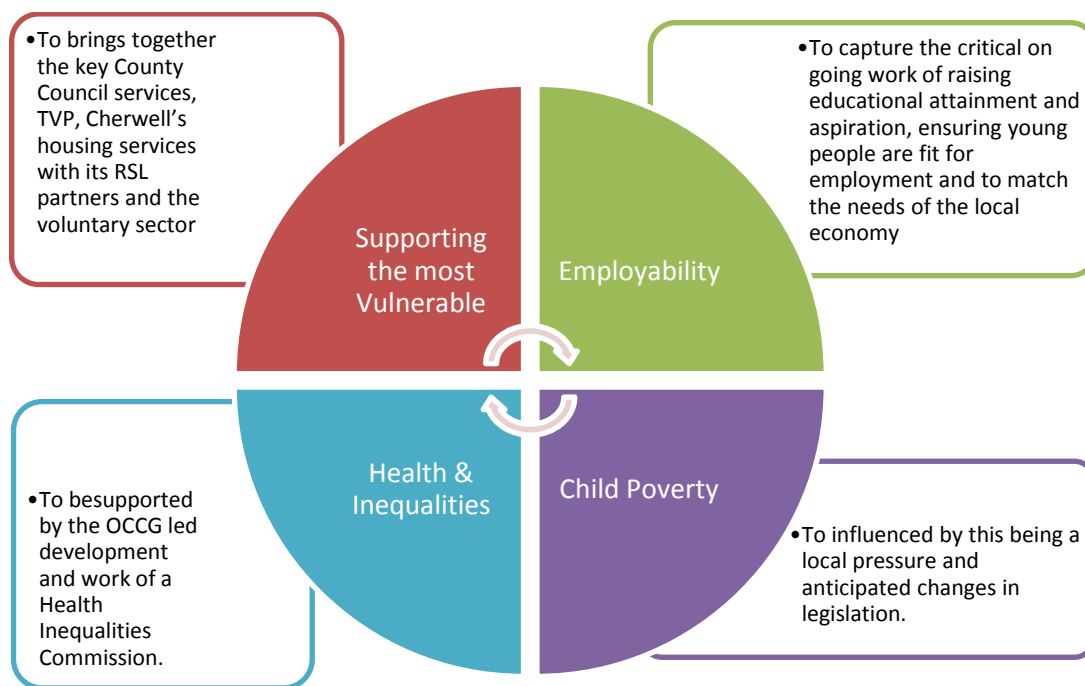 •To brings together
the key County
Council services,
TVP, Cherwell's
housing services
with its RSL
partners and the
voluntary sector
•To capture the critical on
going work of raising
educational attainment and
aspiration, ensuring young
people are fit for
employment and to match
the needs of the local
economy
Supporting
the most
Vulnerable
Employability
Health &
Inequalities
Child Poverty
•To besupported
by the OCCG led
development
and work of a
Health
Inequalities
Commission.
•To influenced by this being a
local pressure and
anticipated changes in
legislation.